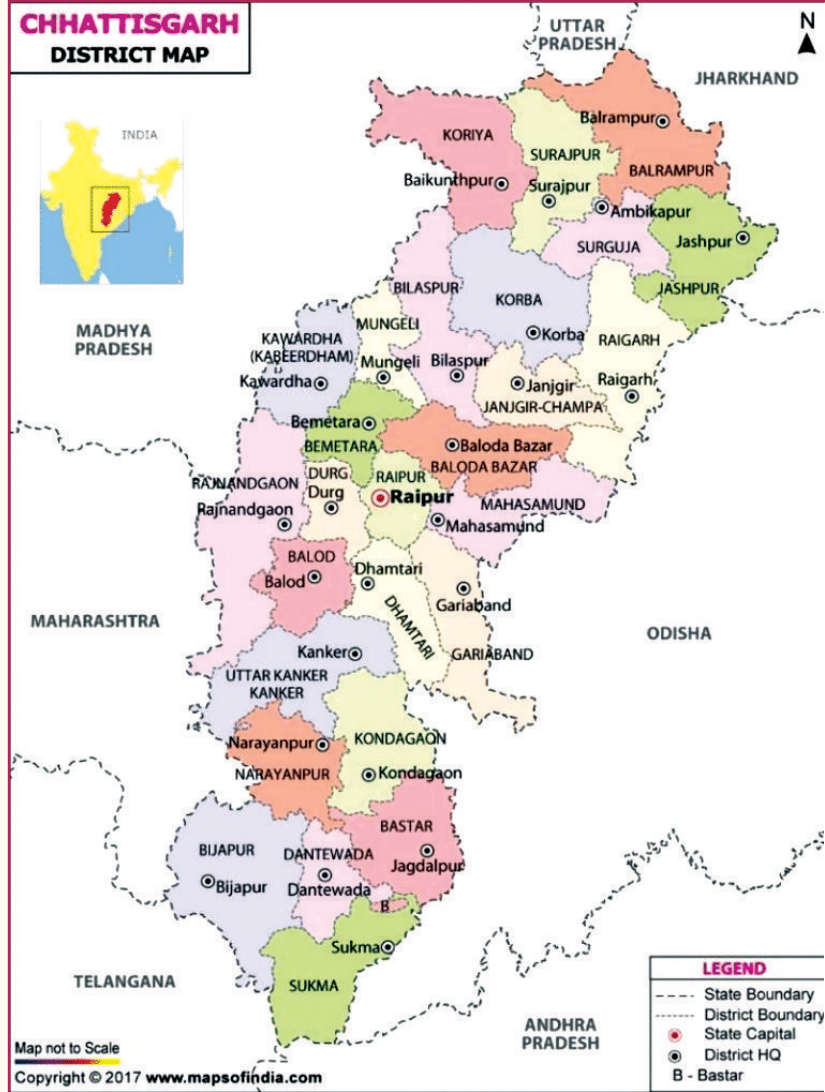 CHHATTISGARH
DISTRICT MAP
UTTAR
PRADESH
N
JHARKHAND
INDIA
KORIYA
Baikunthpur
SURAJPUR
Surajpur
Balrampur
BALRAMPUR
Ambikapur
SURGUJA
Jashpur
JASHPUR
MADHYA
PRADESH
BILASPUR
Bilaspur
KORBA
Korba
RAIGARH
Raigarh
KAWARDHA
(KABEERDHAM)
Kawardha
MUNGELI
Mungeli
Janjgir
JANJGIR-CHAMPA
Bemetara
BEMETARA
Baloda Bazar
BALODA BAZAR
RAJNANDGAON
Rajnandgaon
DURG
Durg
RAIPUR
Raipur
MAHASAMUND
Mahasamund
BALOD
Balod
Dhamtari
DHAMTARI
Gariaband
GARIABAND
MAHARASHTRA
ODISHA
Kanker
UTTAR KANKER
KANKER
Narayanpur
NARAYANPUR
KONDAGAON
Kondagaon
BIJAPUR
Bijapur
DANTEWADA
Dantewada
BASTAR
Jagdalpur
B
Sukma
SUKMA
TELANGANA
ANDHRA
PRADESH
LEGEND
State Boundary
District Boundary
State Capital
District HQ
B - Bastar
Map not to Scale
Copyright © 2017 www.mapsofindia.com